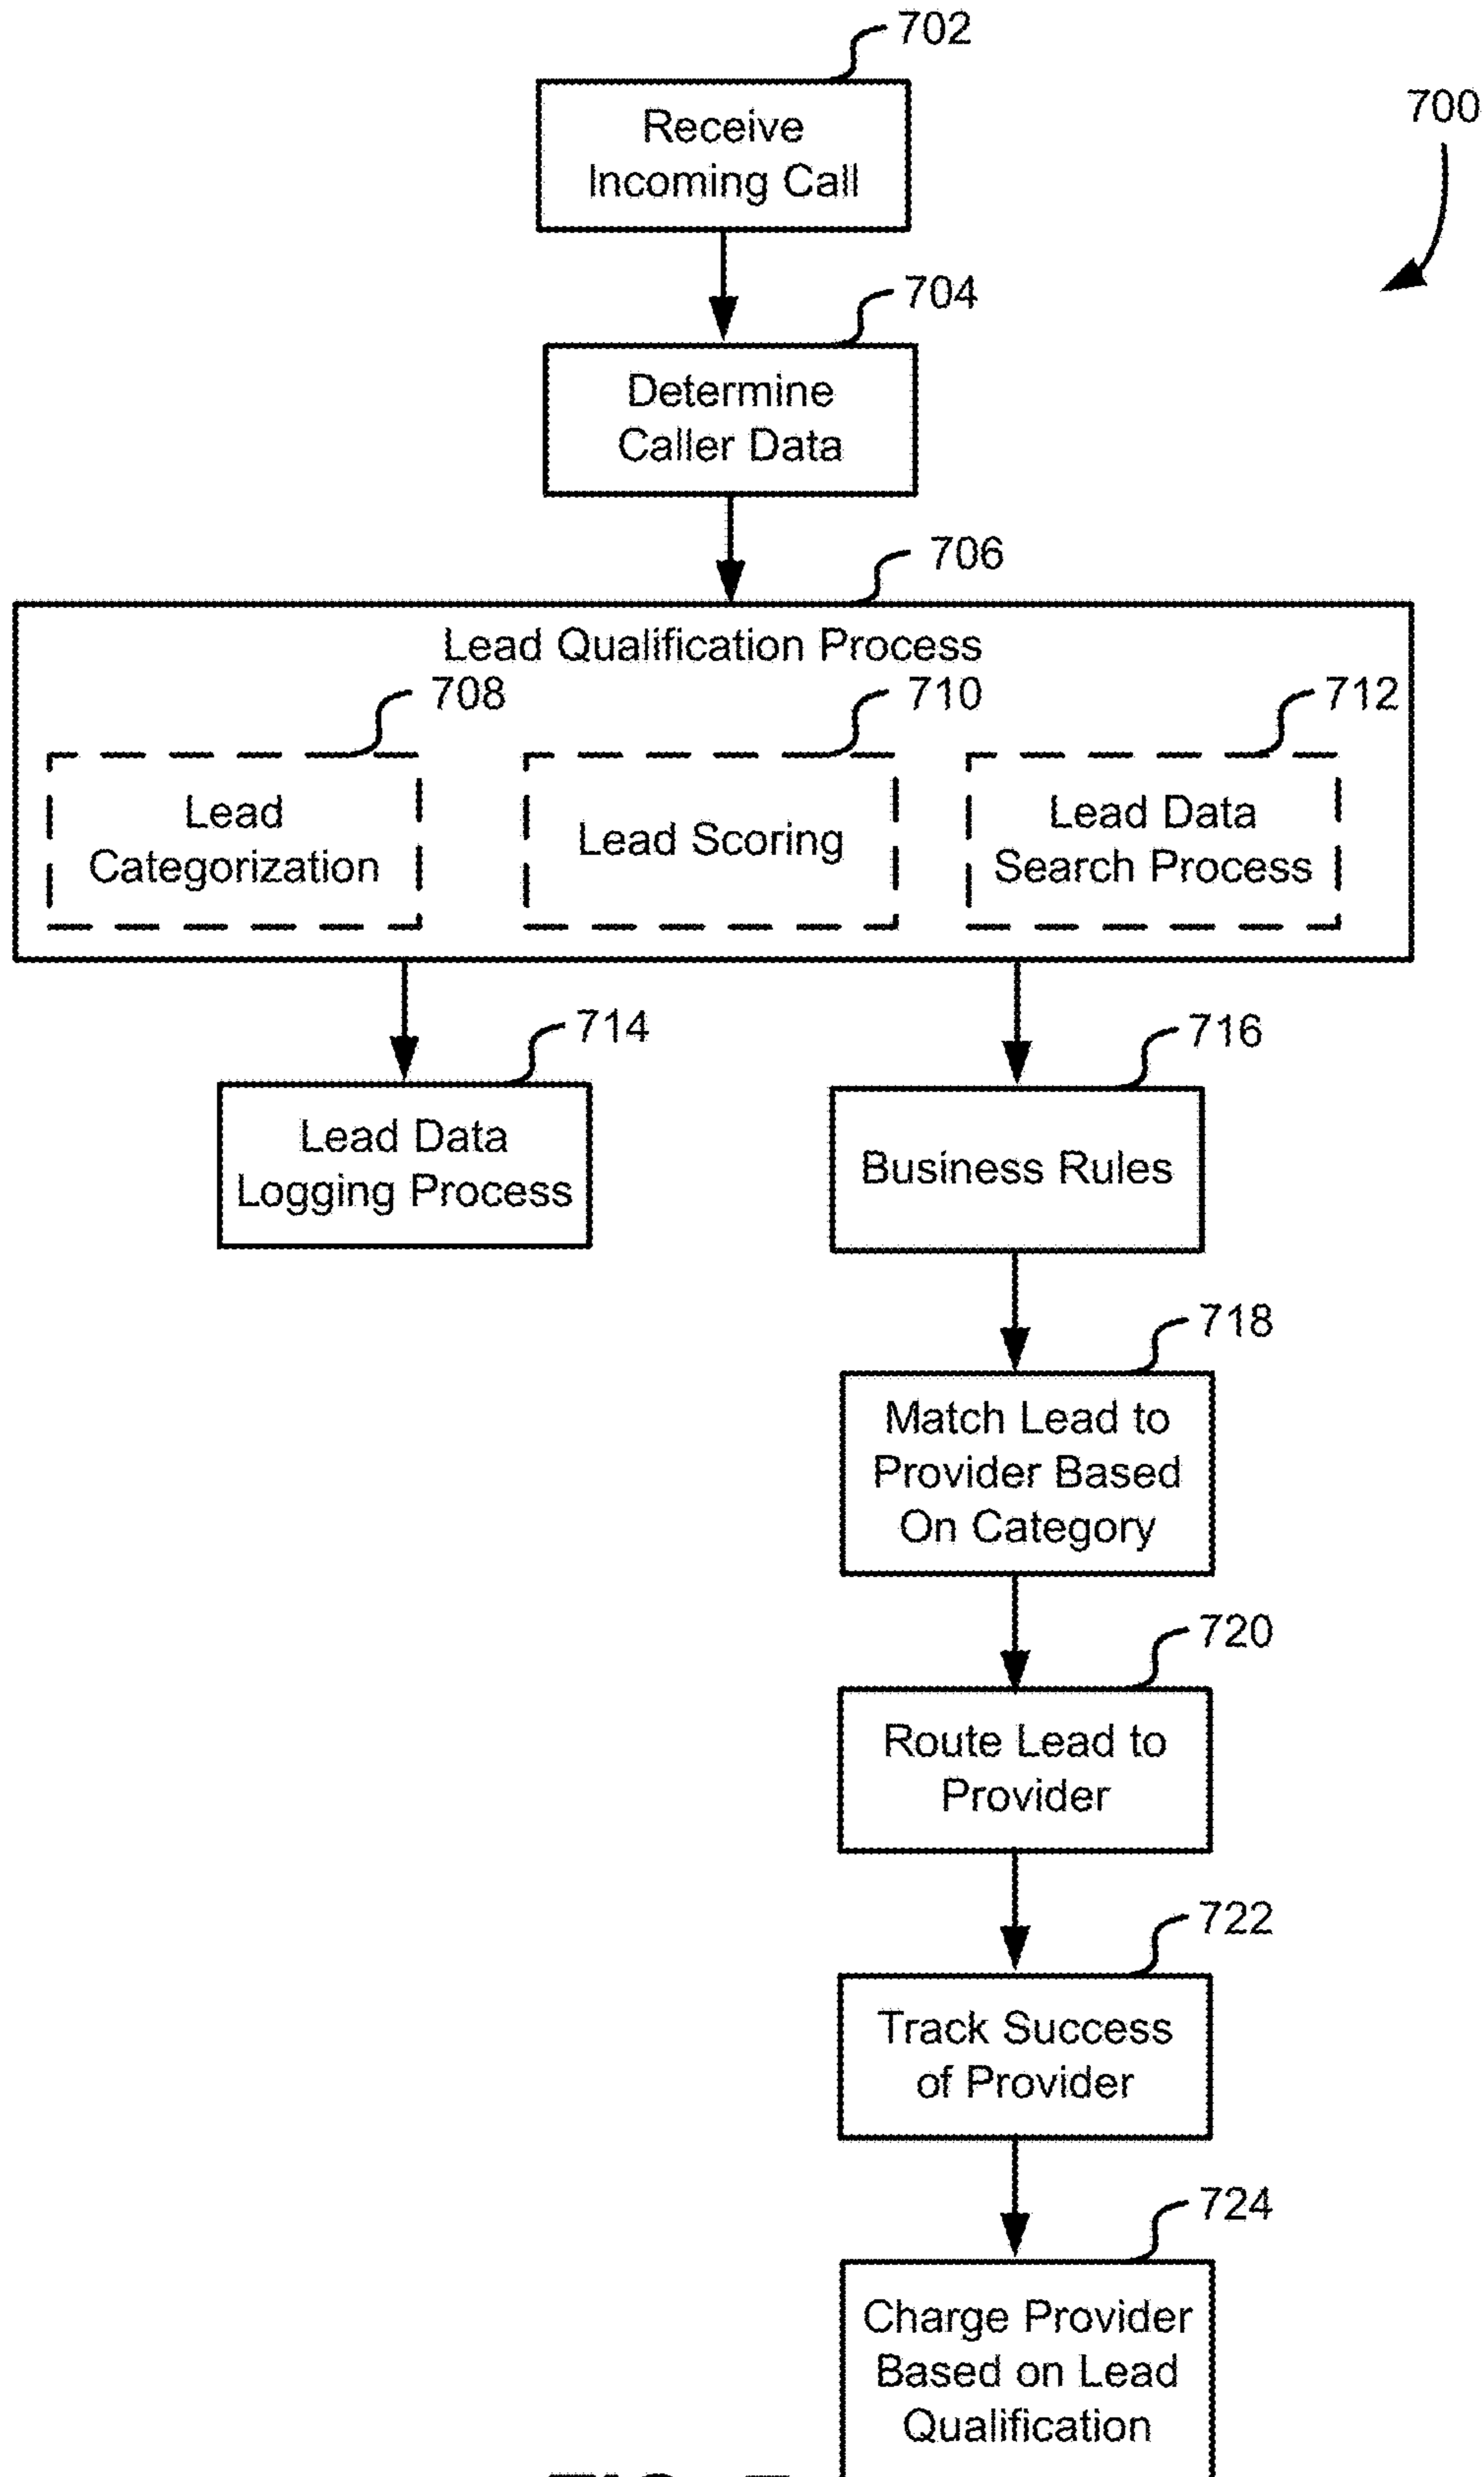 702
700
Receive
Incoming Call
704
Determine
Caller Data
706
Lead Qualification Process
708
710
712
Lead
Categorization
Lead Scoring
Lead Data
Search Process
714
716
Lead Data
Logging Process
Business Rules
718
Match Lead to
Provider Based
On Category
720
Route Lead to
Provider
722
Track Success
of Provider
724
Charge Provider
Based on Lead
Qualification